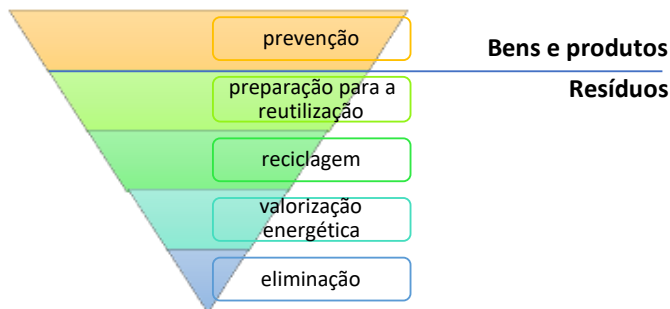 prevenção
Bens e produtos
Resíduos
preparação para a
reutilização
reciclagem
valorização
energética
eliminação